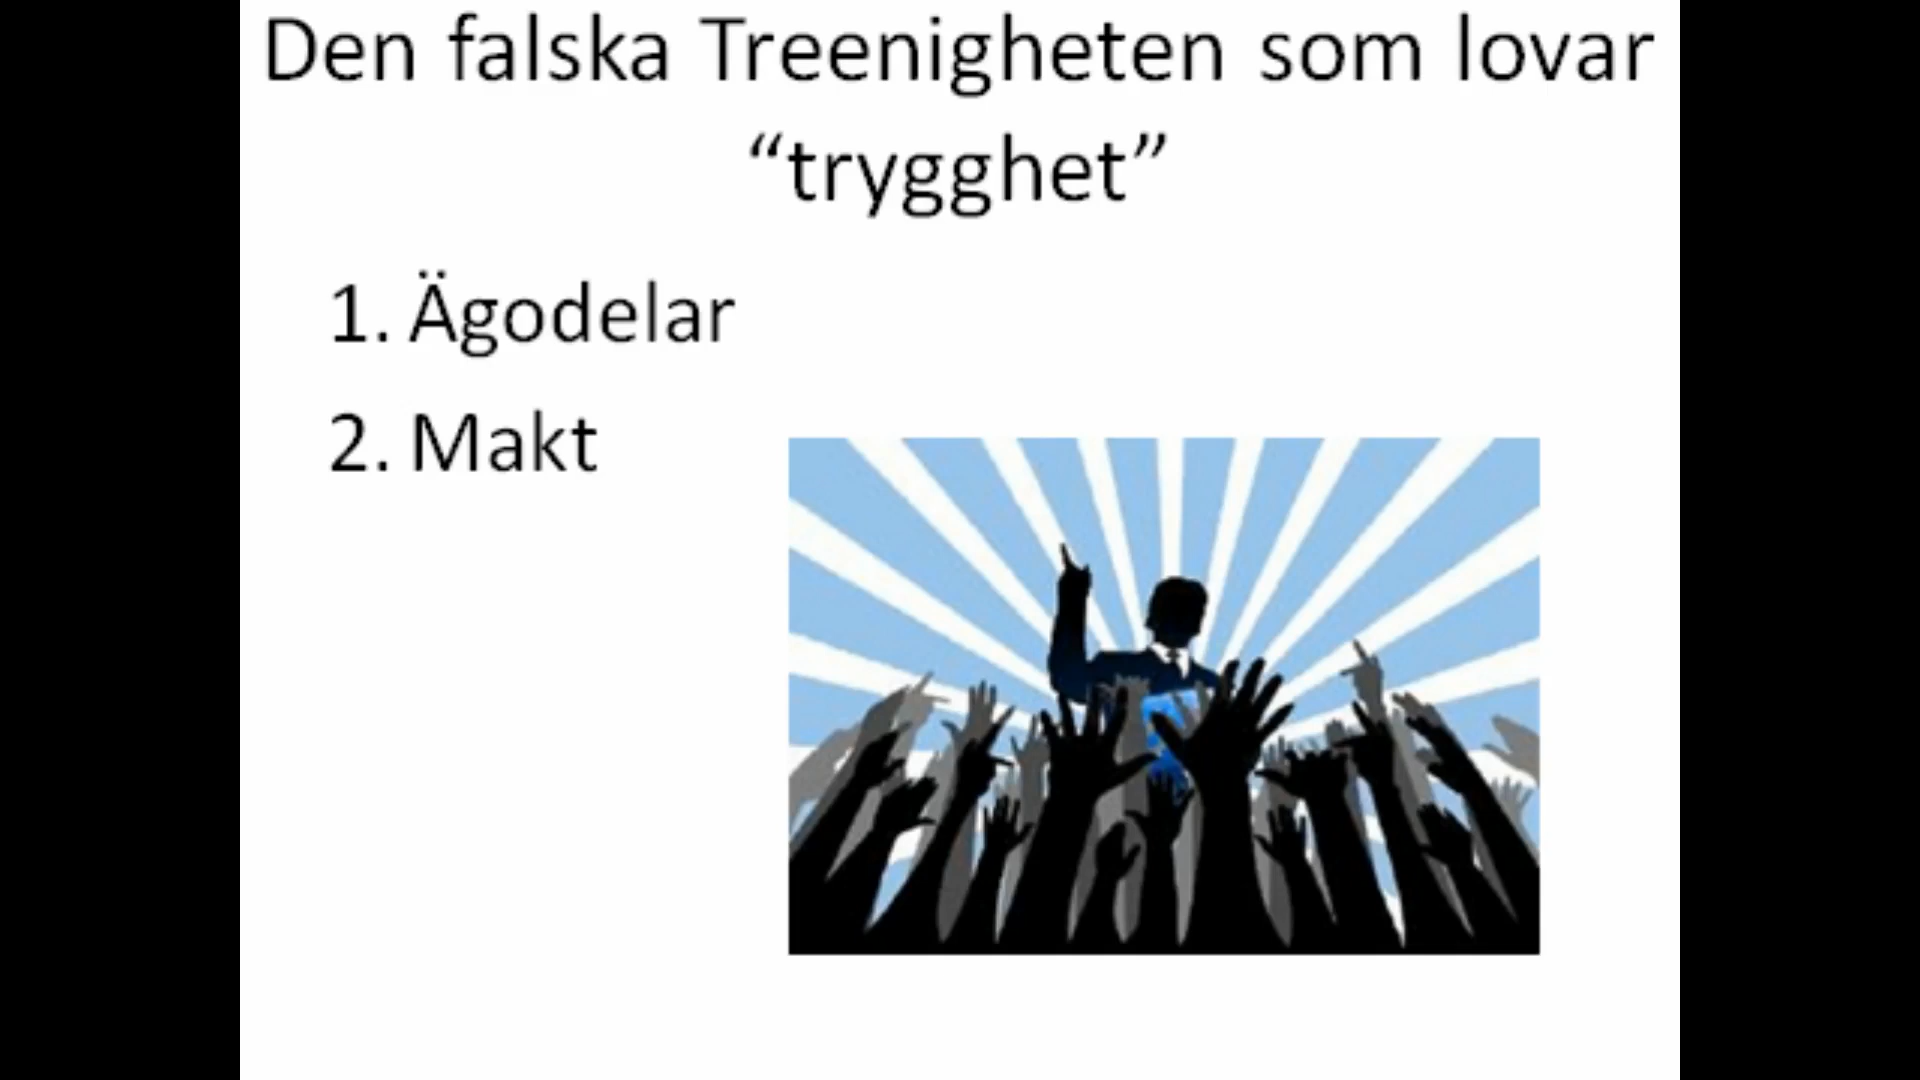 Den falska Treenigheten som lovar
“trygghet”
1. Ägodelar
2. Makt